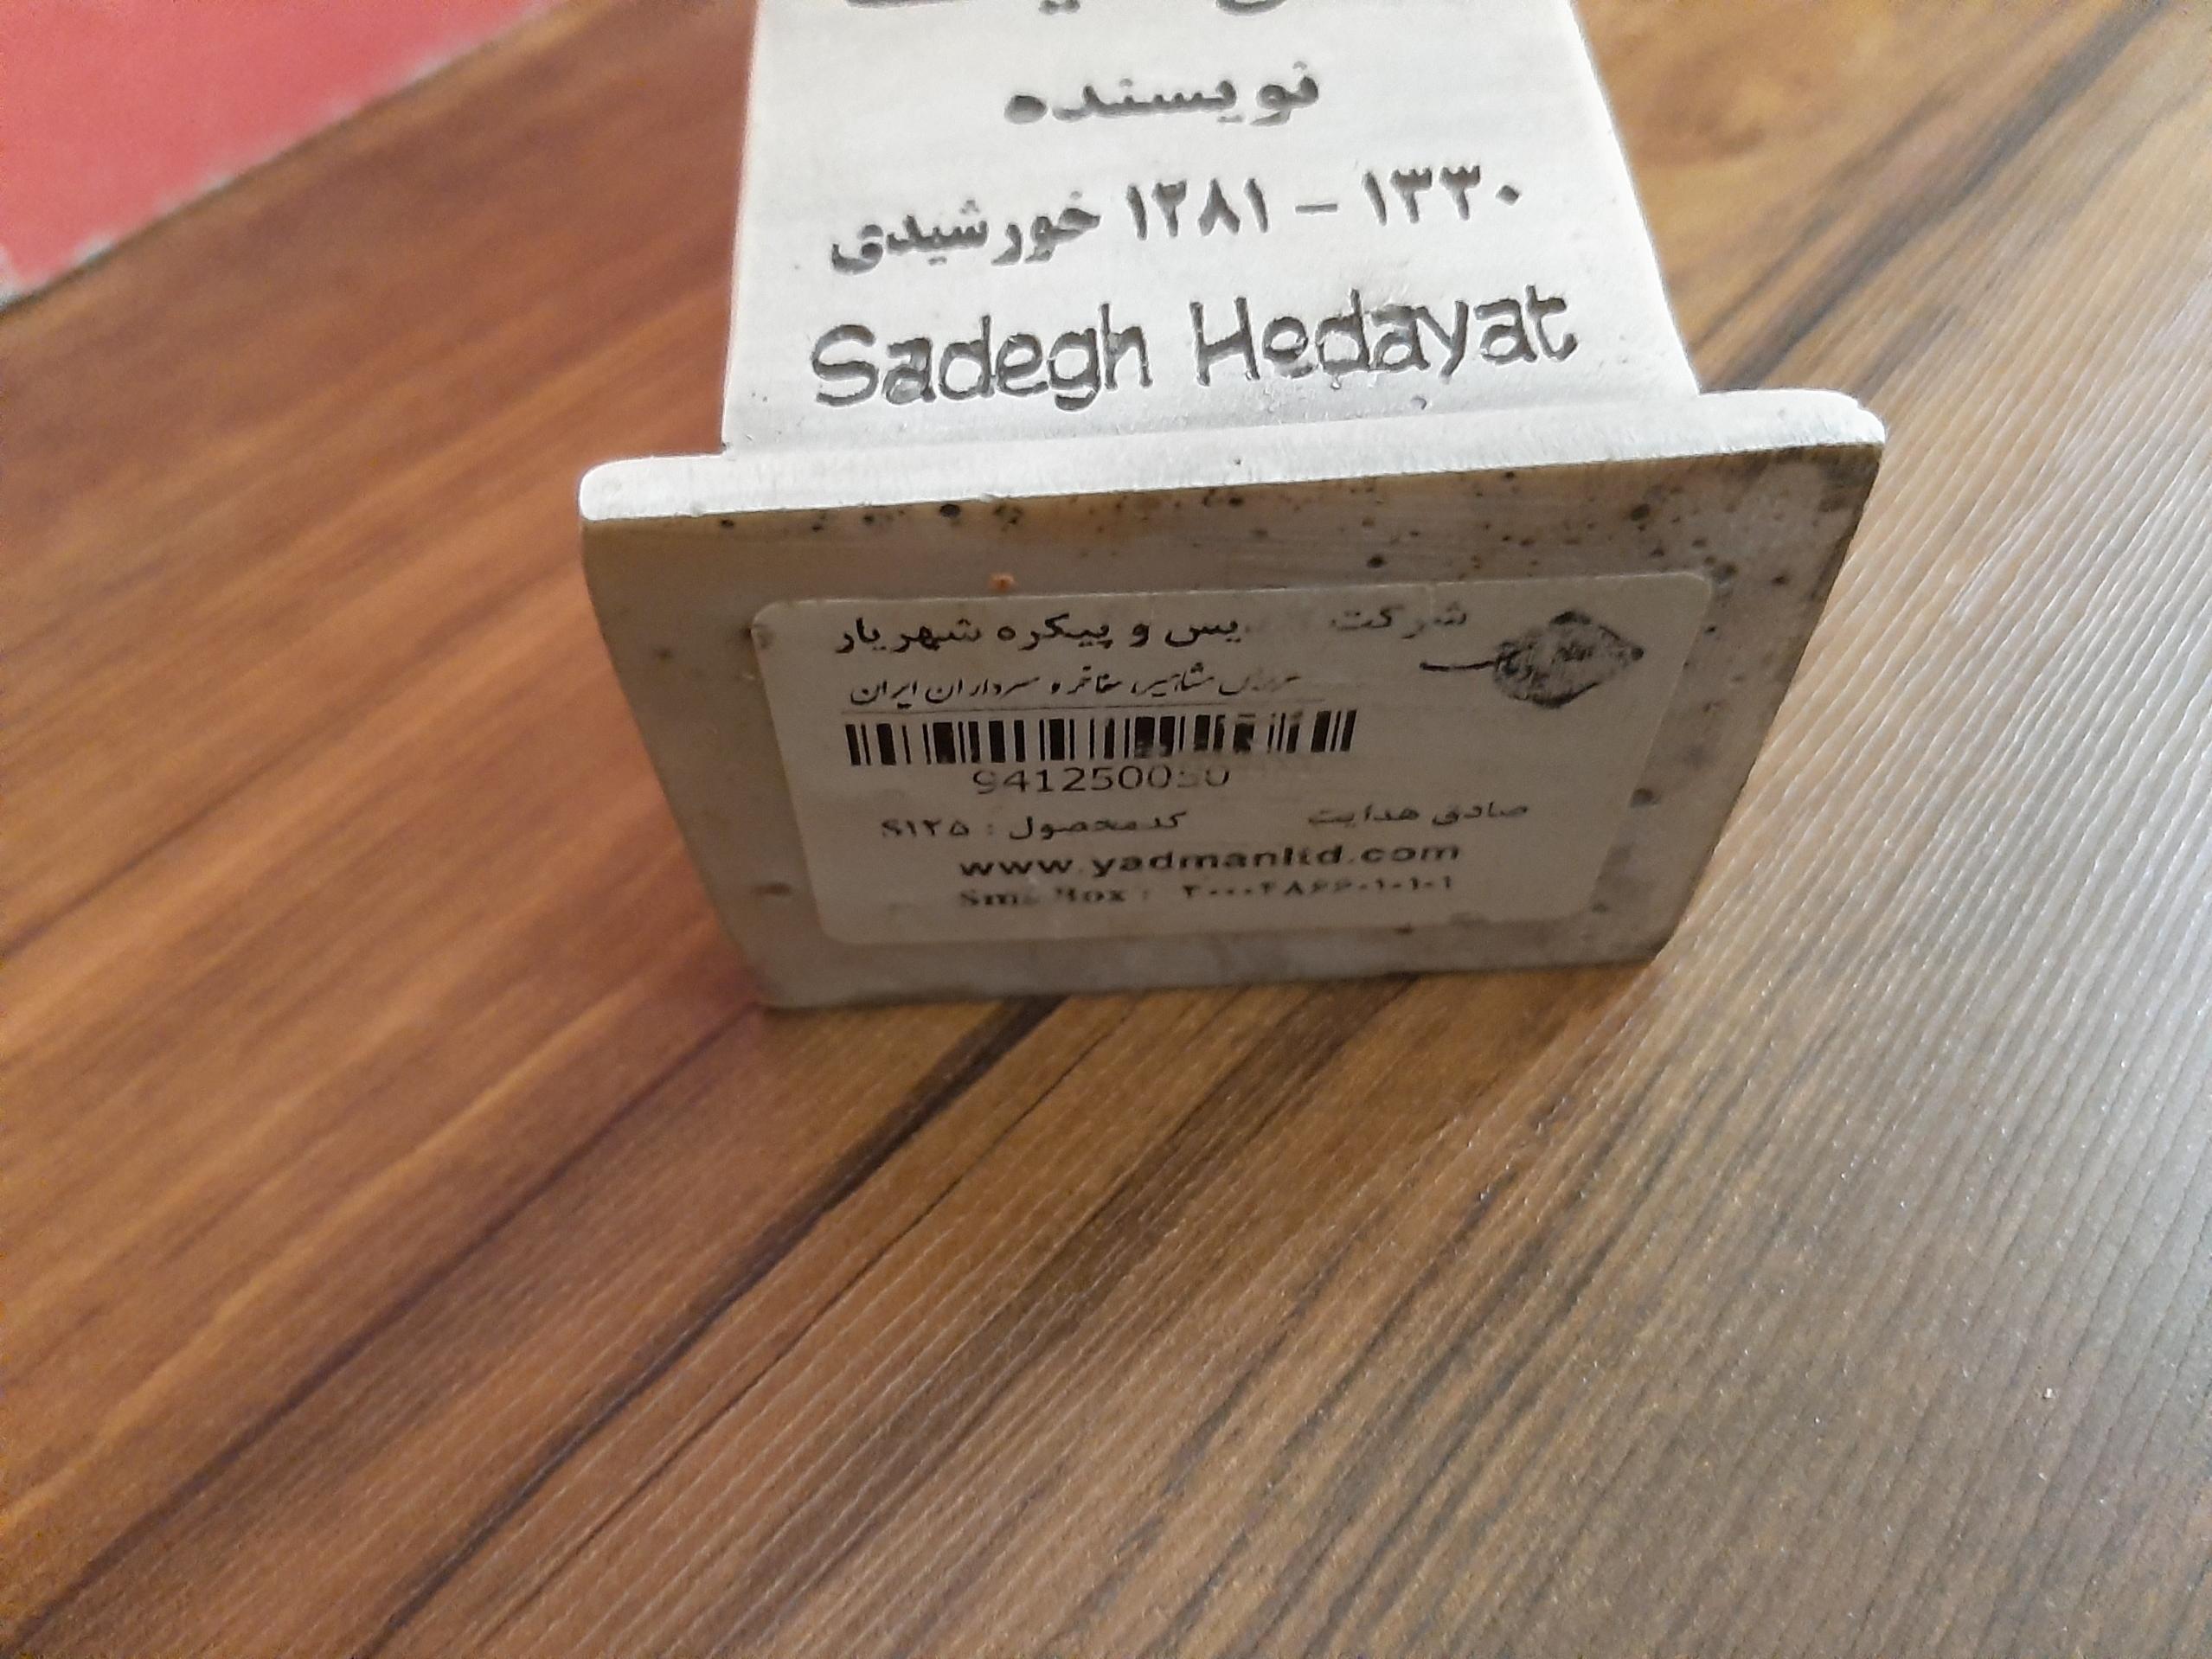 نویسنده
۱۲۸۱ - ۱۳۳۰ خورشیدی
Sadegh Hedayat
شرکت و پیکره شهریار
مشاهیر، مفاخر و سرداران ایران
صادق هدایت کدمحصول : S۱۲۵
www.yadmanltd.com
Box :